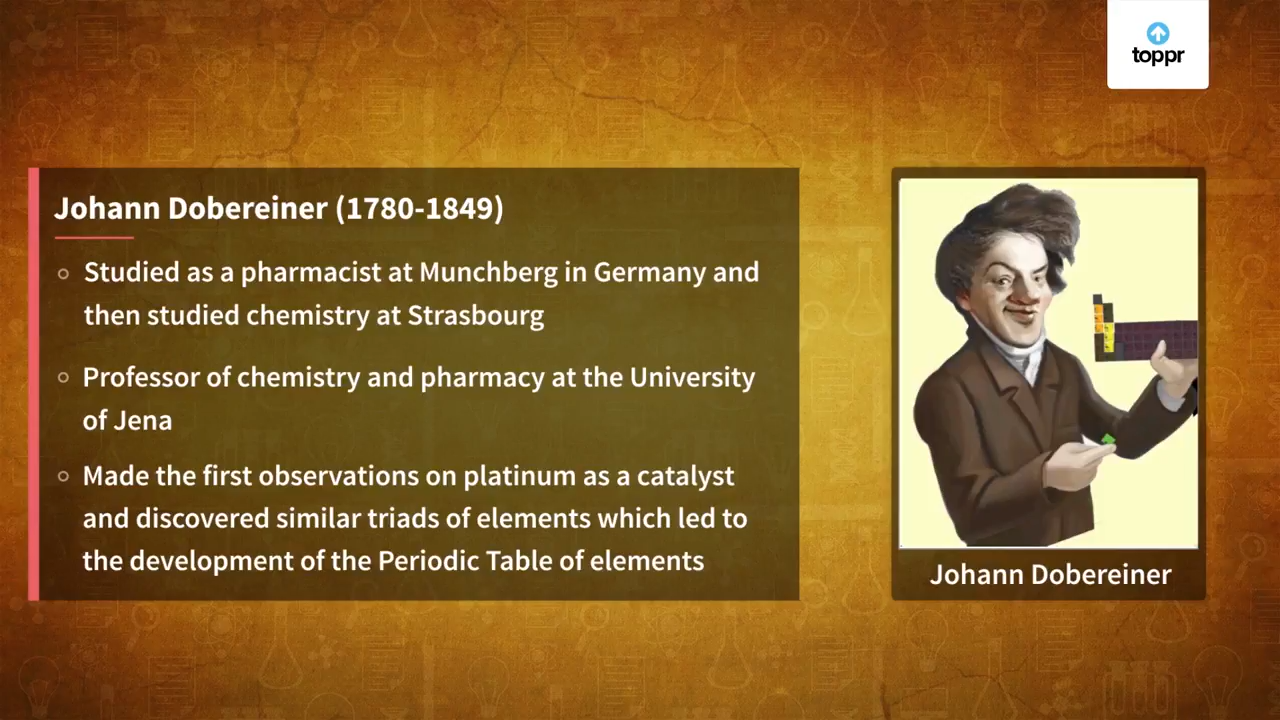 toppr
Johann Dobereiner (1780-1849)
Studied as a pharmacist at Munchberg in Germany and
then studied chemistry at Strasbourg
Professor of chemistry and pharmacy at the University
of Jena
Made the first observations on platinum as a catalyst
and discovered similar triads of elements which led to
the development of the Periodic Table of elements
Johann Dobereiner